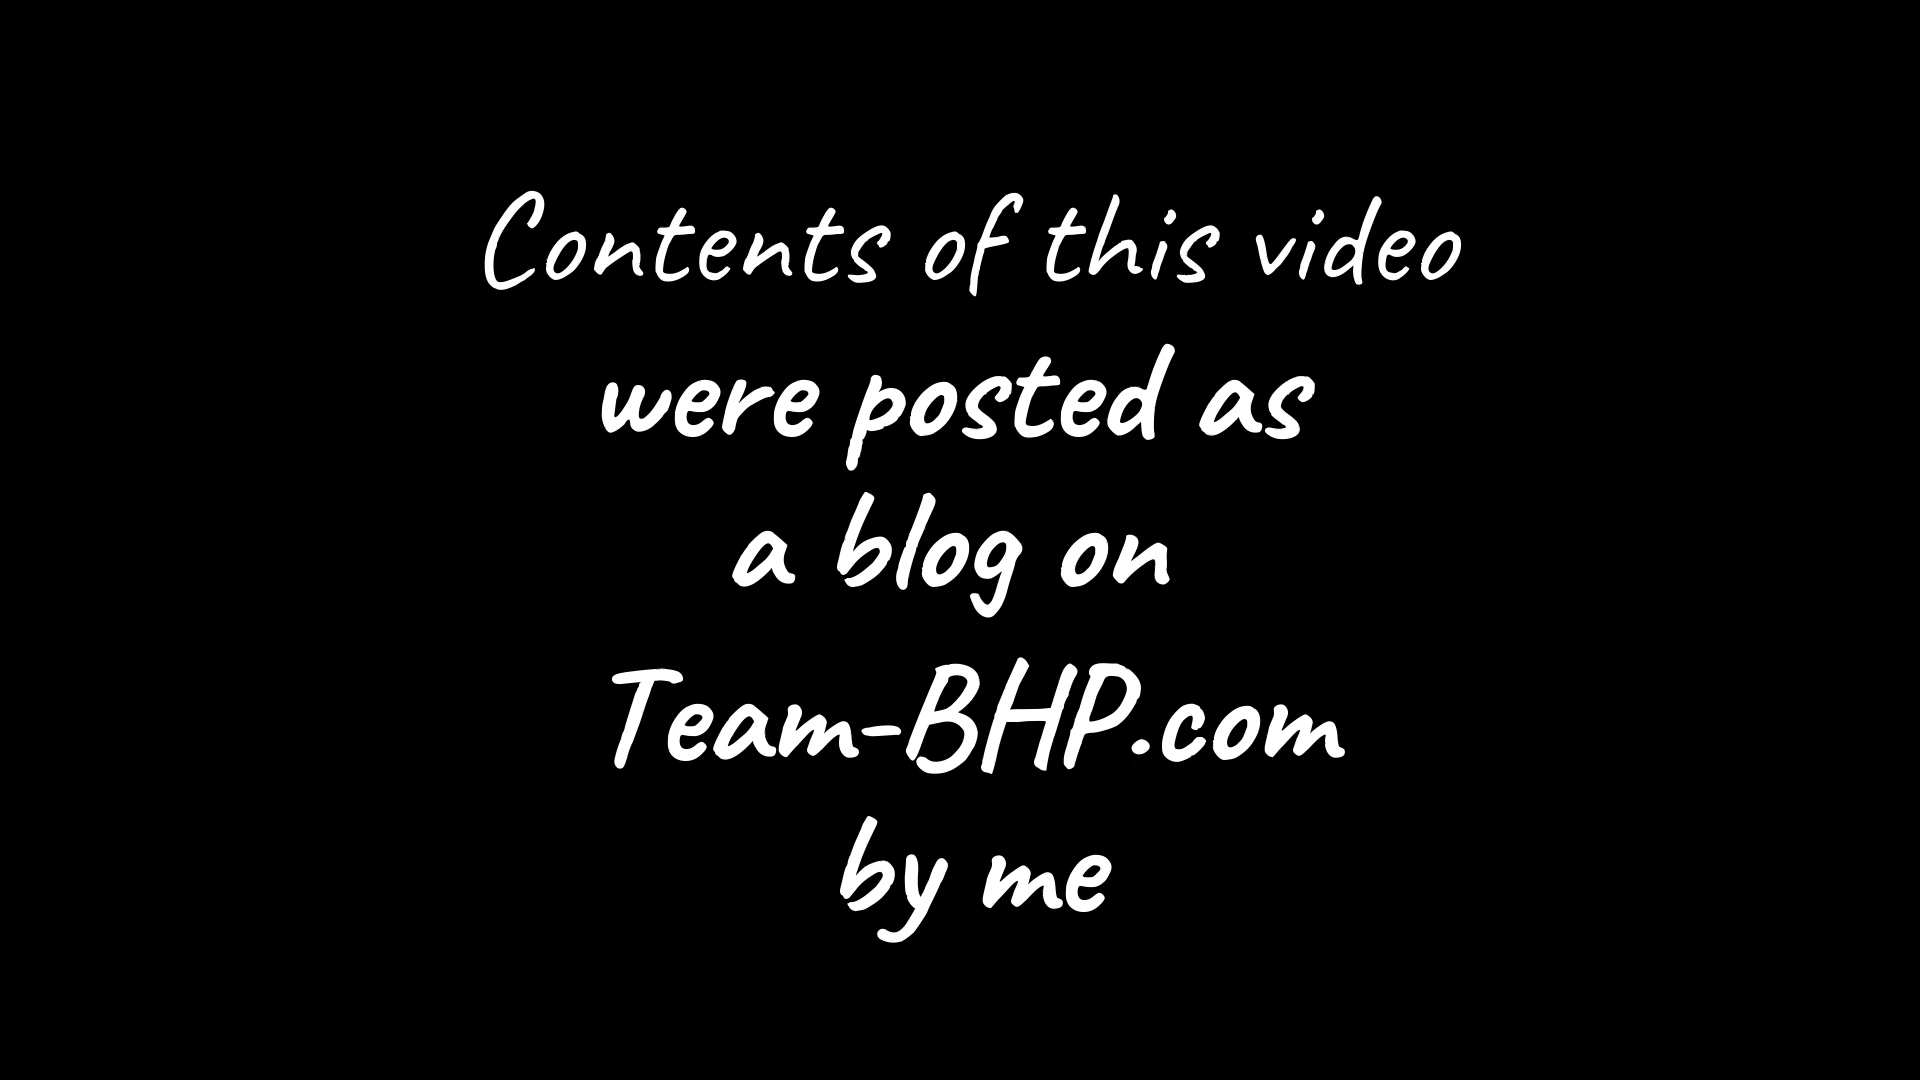 Contents of this video
were posted as
a blog on
Team-BHP.com
by me